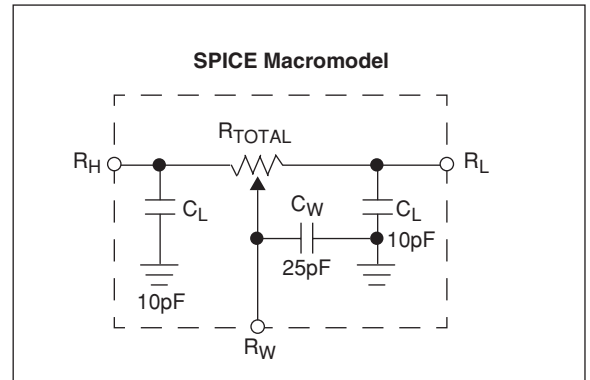 SPICE Macromodel
RTOTAL
RH
RL
CL
CW
CL
10pF
25pF
10pF
RW